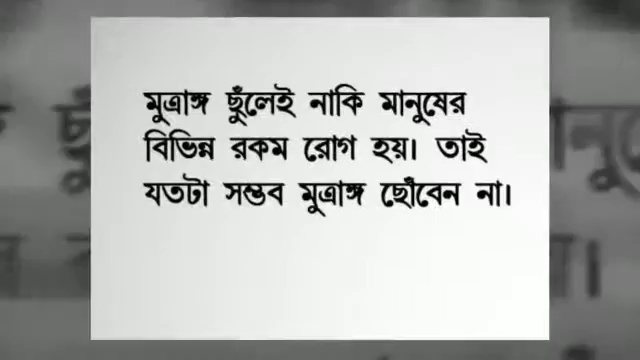 মুত্রাঙ্গ ছুঁলেই নাকি মানুষের
বিভিন্ন রকম রোগ হয়। তাই
যতটা সম্ভব মুত্রাঙ্গ ছোঁবেন না।